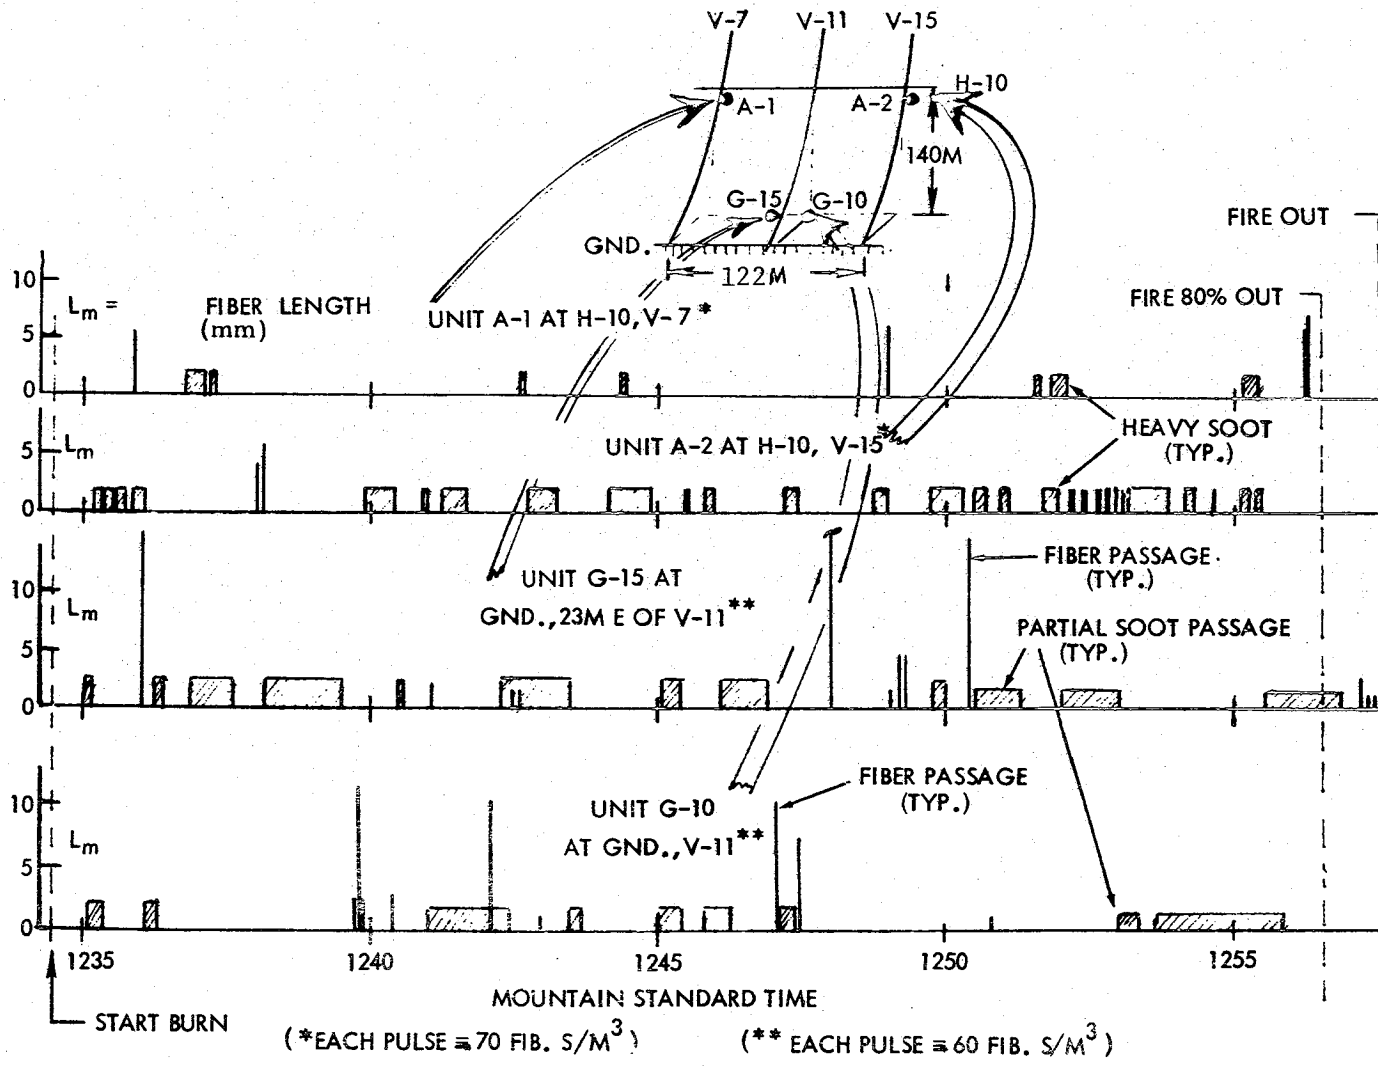 V-7 V-11 V-15
H-10
A-1 A-2
140M
G-15 G-10
GND.
122M
FIRE OUT
FIRE 80% OUT
10
5
0
L_m = FIBER LENGTH
(mm)
UNIT A-1 AT H-10, V-7 *
HEAVY SOOT
(TYP.)
5
0
L_m
UNIT A-2 AT H-10, V-15*
10
5
0
L_m
UNIT G-15 AT
GND., 23M E OF V-11**
FIBER PASSAGE.
(TYP.)
PARTIAL SOOT PASSAGE
(TYP.)
10
5
0
L_m
UNIT G-10
AT GND., V-11**
FIBER PASSAGE
(TYP.)
1235 1240 1245 1250 1255
MOUNTAIN STANDARD TIME
START BURN
(*EACH PULSE ≡ 70 FIB. S/M³) (** EACH PULSE ≡ 60 FIB. S/M³)